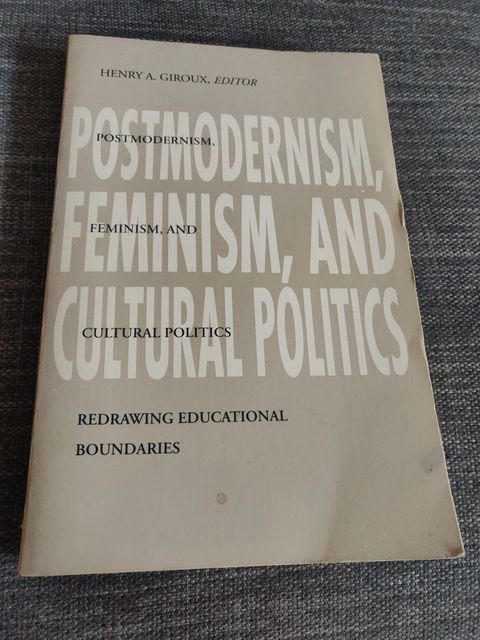 HENRY A. GIROUX, EDITOR
POSTMODERNISM,
POSTMODERNISM,
FEMINISM, AND
FEMINISM, AND
CULTURAL POLITICS
CULTURAL POLITICS
REDRAWING EDUCATIONAL
BOUNDARIES